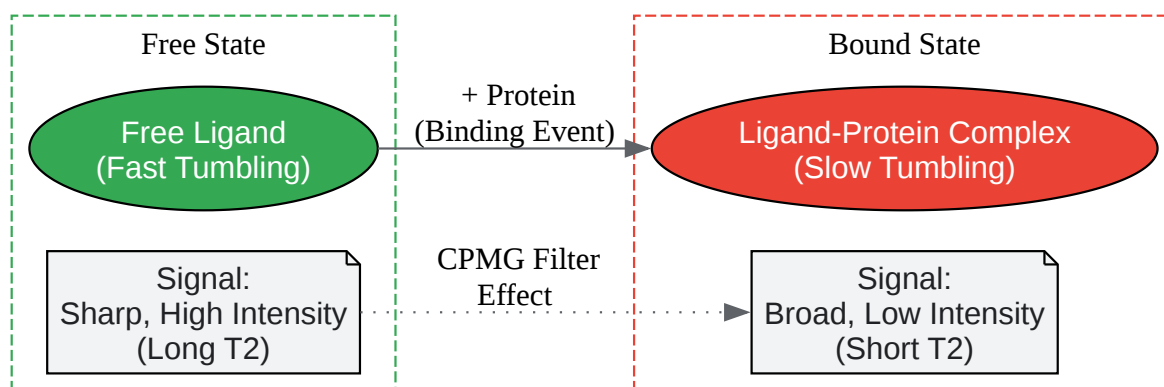 Free State
Bound State
+ Protein
(Binding Event)
Free Ligand
(Fast Tumbling)
Ligand-Protein Complex
(Slow Tumbling)
CPMG Filter
Effect
Signal:
Sharp, High Intensity
(Long T2)
Signal:
Broad, Low Intensity
(Short T2)